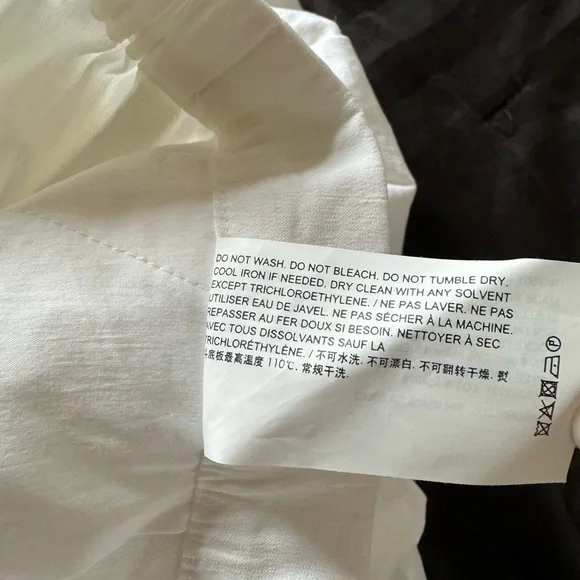 DO NOT WASH. DO NOT BLEACH. DO NOT TUMBLE DRY.
COOL IRON IF NEEDED. DRY CLEAN WITH ANY SOLVENT
EXCEPT TRICHLOROETHYLENE. / NE PAS LAVER. NE PAS
UTILISER EAU DE JAVEL. NE PAS SÉCHER À LA MACHINE.
REPASSER AU FER DOUX SI BESOIN. NETTOYER À SEC
AVEC TOUS DISSOLVANTS SAUF LA
TRICHLORÉTHYLÈNE. / 不可水洗. 不可漂白. 不可翻转干燥. 熨
斗底板最高温度 110℃. 常规干洗.
P